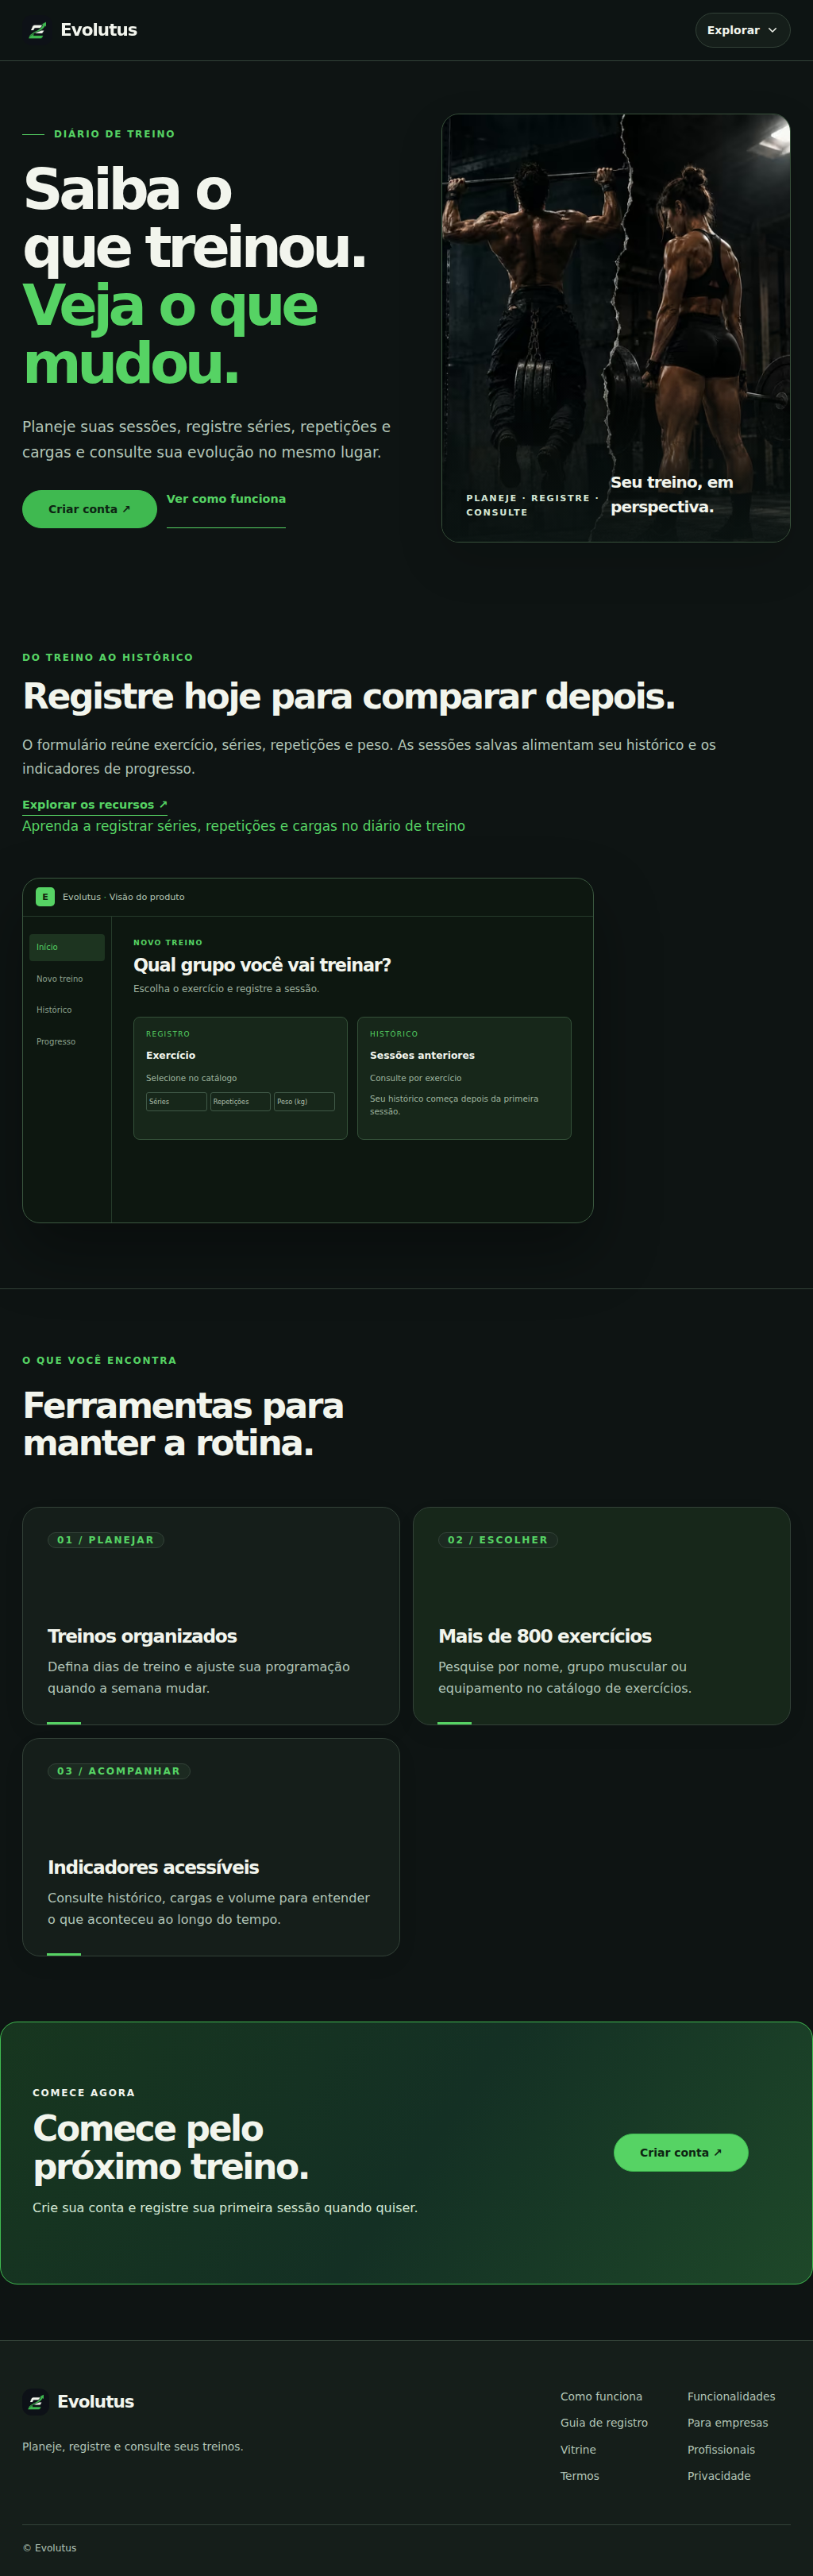 Evolutus
Explorar
DIÁRIO DE TREINO
Saiba o
que treinou.
Veja o que
mudou.
Planeje suas sessões, registre séries, repetições e
cargas e consulte sua evolução no mesmo lugar.
Criar conta ↗
Ver como funciona
PLANEJE · REGISTRE ·
CONSULTE
Seu treino, em
perspectiva.
DO TREINO AO HISTÓRICO
Registre hoje para comparar depois.
O formulário reúne exercício, séries, repetições e peso. As sessões salvas alimentam seu histórico e os
indicadores de progresso.
Explorar os recursos ↗
Aprenda a registrar séries, repetições e cargas no diário de treino
E
Evolutus · Visão do produto
Início
Novo treino
Histórico
Progresso
NOVO TREINO
Qual grupo você vai treinar?
Escolha o exercício e registre a sessão.
REGISTRO
Exercício
Selecione no catálogo
Séries
Repetições
Peso (kg)
HISTÓRICO
Sessões anteriores
Consulte por exercício
Seu histórico começa depois da primeira
sessão.
O QUE VOCÊ ENCONTRA
Ferramentas para
manter a rotina.
01 / PLANEJAR
Treinos organizados
Defina dias de treino e ajuste sua programação
quando a semana mudar.
02 / ESCOLHER
Mais de 800 exercícios
Pesquise por nome, grupo muscular ou
equipamento no catálogo de exercícios.
03 / ACOMPANHAR
Indicadores acessíveis
Consulte histórico, cargas e volume para entender
o que aconteceu ao longo do tempo.
COMECE AGORA
Comece pelo
próximo treino.
Crie sua conta e registre sua primeira sessão quando quiser.
Criar conta ↗
Evolutus
Planeje, registre e consulte seus treinos.
Como funciona
Funcionalidades
Guia de registro
Para empresas
Vitrine
Profissionais
Termos
Privacidade
© Evolutus